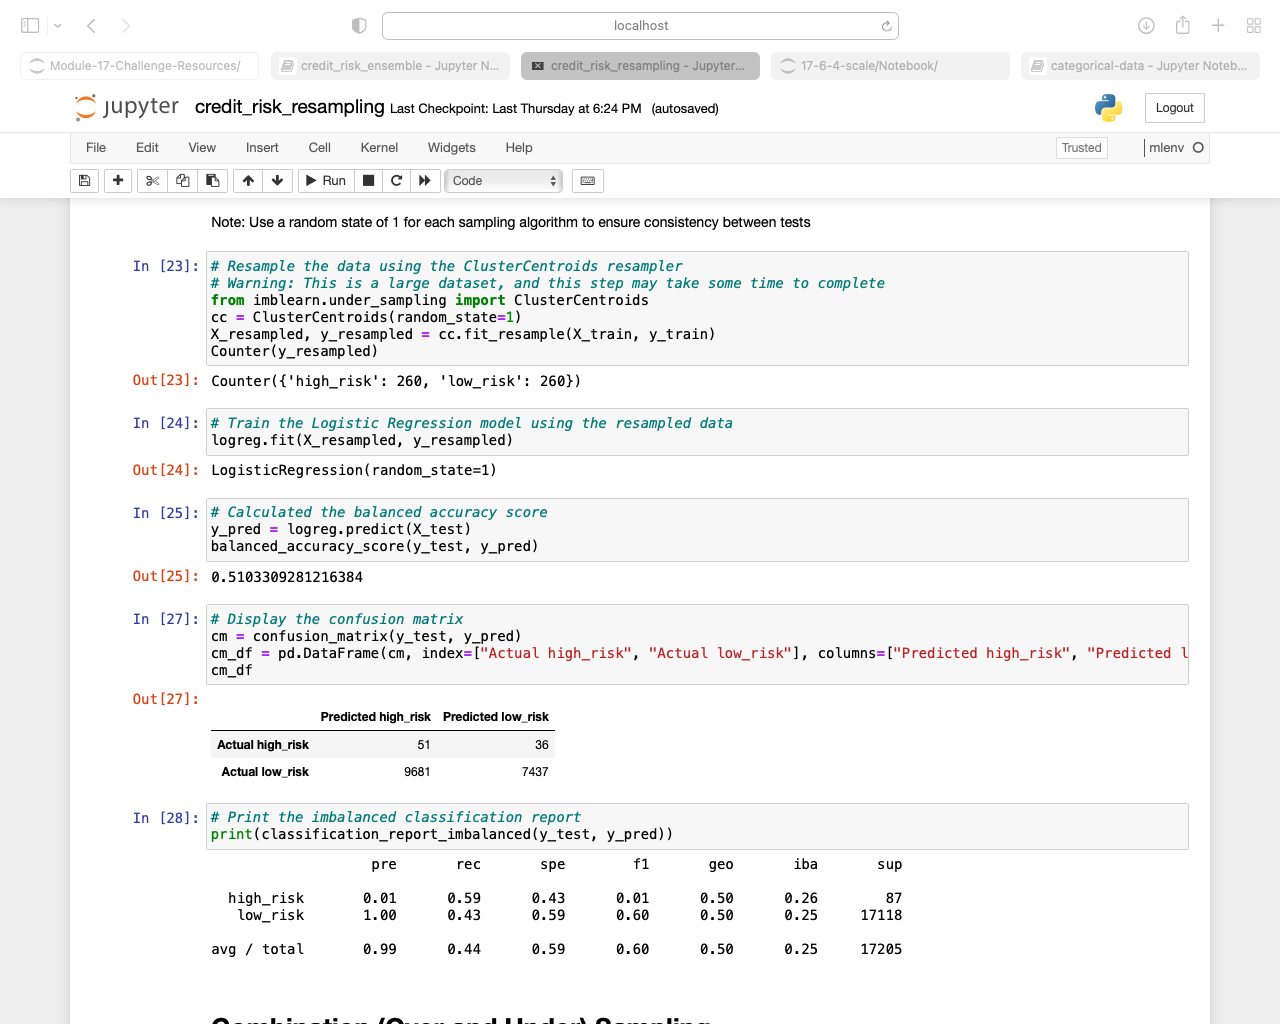 localhost
Module-17-Challenge-Resources/
credit_risk_ensemble - Jupyter N...
credit_risk_resampling - Jupyter...
17-6-4-scale/Notebook/
categorical-data - Jupyter Noteb...
jupyter credit_risk_resampling Last Checkpoint: Last Thursday at 6:24 PM (autosaved)
Logout
File Edit View Insert Cell Kernel Widgets Help
Trusted
mlenv
Run
Code
Note: Use a random state of 1 for each sampling algorithm to ensure consistency between tests
In [23]: # Resample the data using the ClusterCentroids resampler
# Warning: This is a large dataset, and this step may take some time to complete
from imblearn.under_sampling import ClusterCentroids
cc = ClusterCentroids(random_state=1)
X_resampled, y_resampled = cc.fit_resample(X_train, y_train)
Counter(y_resampled)
Out[23]: Counter({'high_risk': 260, 'low_risk': 260})
In [24]: # Train the Logistic Regression model using the resampled data
logreg.fit(X_resampled, y_resampled)
Out[24]: LogisticRegression(random_state=1)
In [25]: # Calculated the balanced accuracy score
y_pred = logreg.predict(X_test)
balanced_accuracy_score(y_test, y_pred)
Out[25]: 0.5103309281216384
In [27]: # Display the confusion matrix
cm = confusion_matrix(y_test, y_pred)
cm_df = pd.DataFrame(cm, index=["Actual high_risk", "Actual low_risk"], columns=["Predicted high_risk", "Predicted l
cm_df
Out[27]:
Predicted high_risk Predicted low_risk
Actual high_risk 51 36
Actual low_risk 9681 7437
In [28]: # Print the imbalanced classification report
print(classification_report_imbalanced(y_test, y_pred))
pre rec spe f1 geo iba sup
high_risk 0.01 0.59 0.43 0.01 0.50 0.26 87
low_risk 1.00 0.43 0.59 0.60 0.50 0.25 17118
avg / total 0.99 0.44 0.59 0.60 0.50 0.25 17205
Combination (Over and Under) Sampling